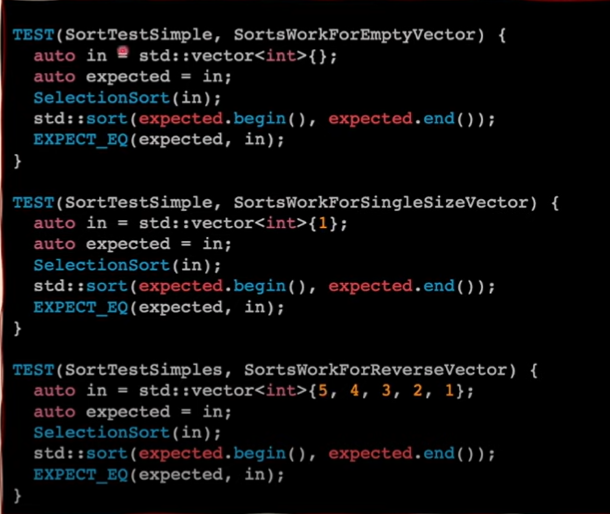 TEST(SortTestSimple, SortsWorkForEmptyVector) {
  auto in = std::vector<int>{};
  auto expected = in;
  SelectionSort(in);
  std::sort(expected.begin(), expected.end());
  EXPECT_EQ(expected, in);
}
TEST(SortTestSimple, SortsWorkForSingleSizeVector) {
  auto in = std::vector<int>{1};
  auto expected = in;
  SelectionSort(in);
  std::sort(expected.begin(), expected.end());
  EXPECT_EQ(expected, in);
}
TEST(SortTestSimples, SortsWorkForReverseVector) {
  auto in = std::vector<int>{5, 4, 3, 2, 1};
  auto expected = in;
  SelectionSort(in);
  std::sort(expected.begin(), expected.end());
  EXPECT_EQ(expected, in);
}